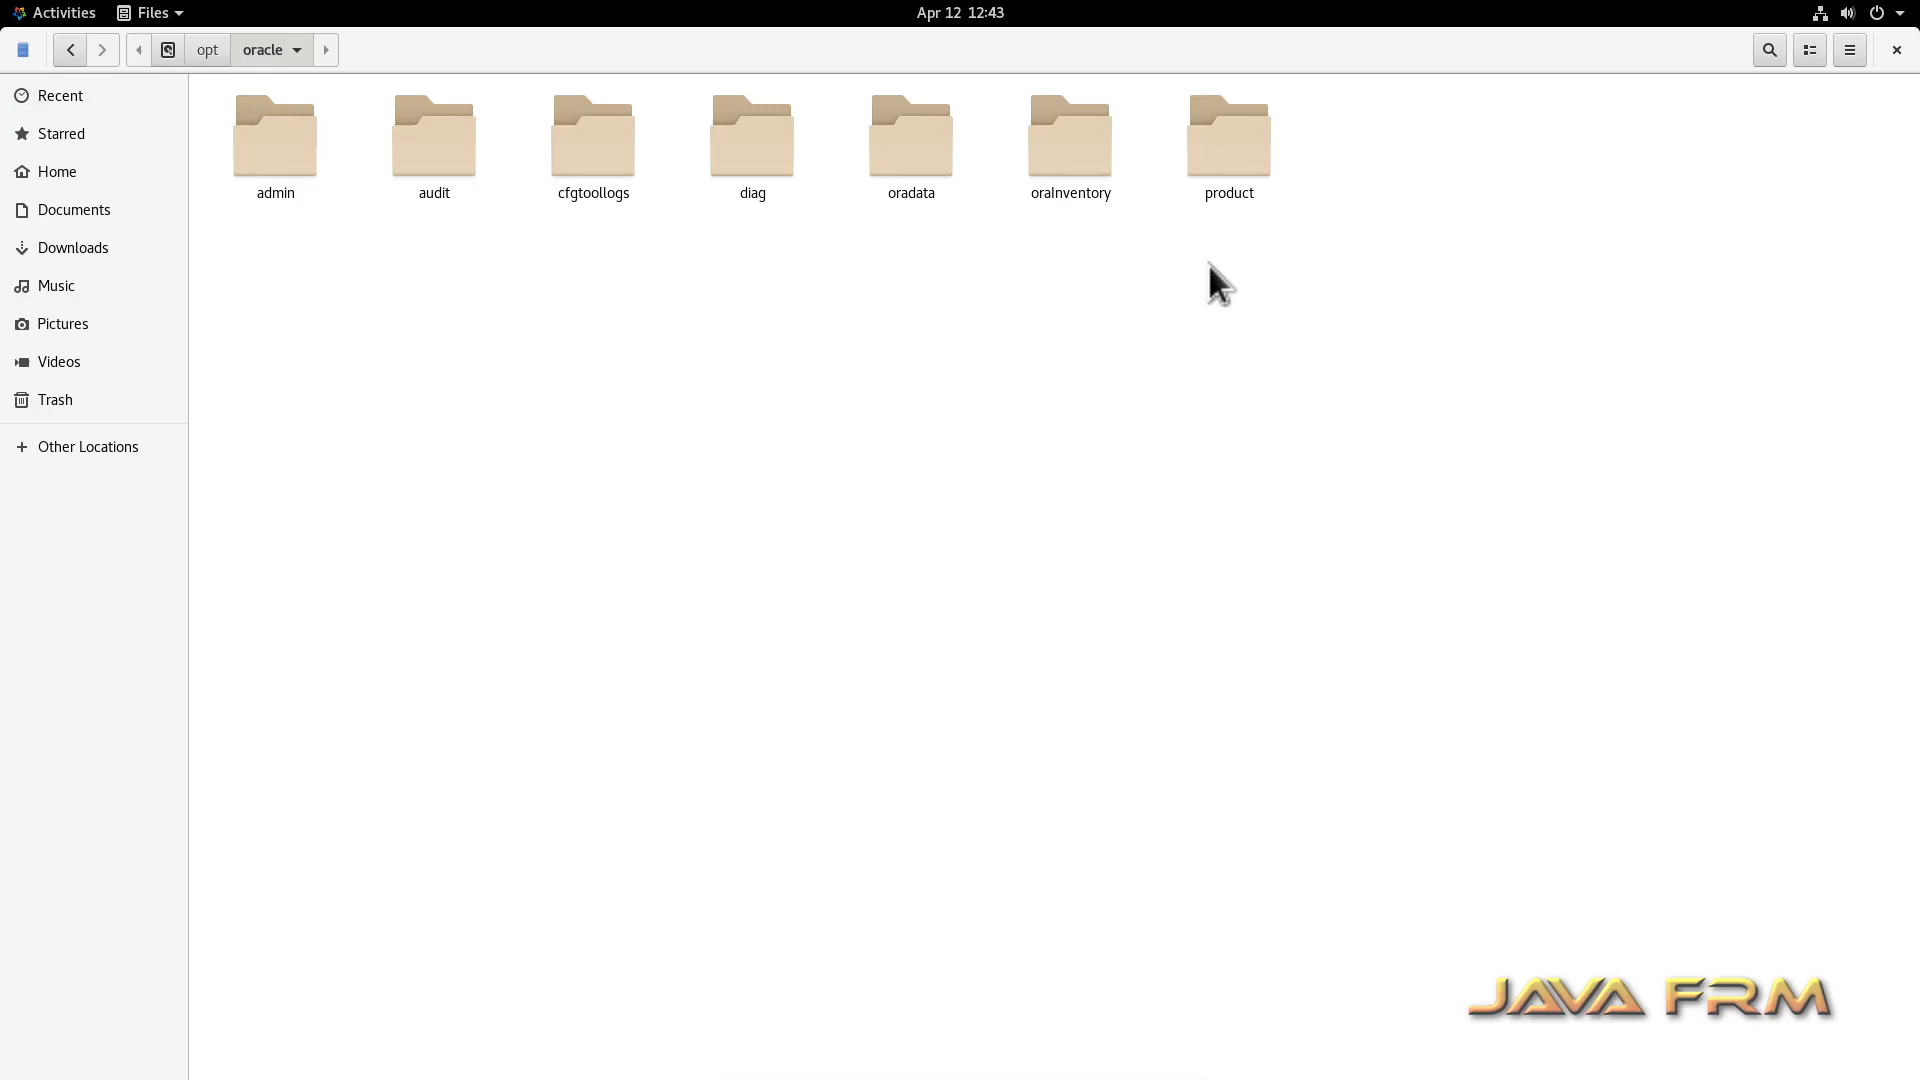 Activities
Files
Apr 12 12:43
opt
oracle
Recent
Starred
Home
Documents
Downloads
Music
Pictures
Videos
Trash
Other Locations
admin
audit
cfgtoollogs
diag
oradata
oraInventory
product
JAVA FRM